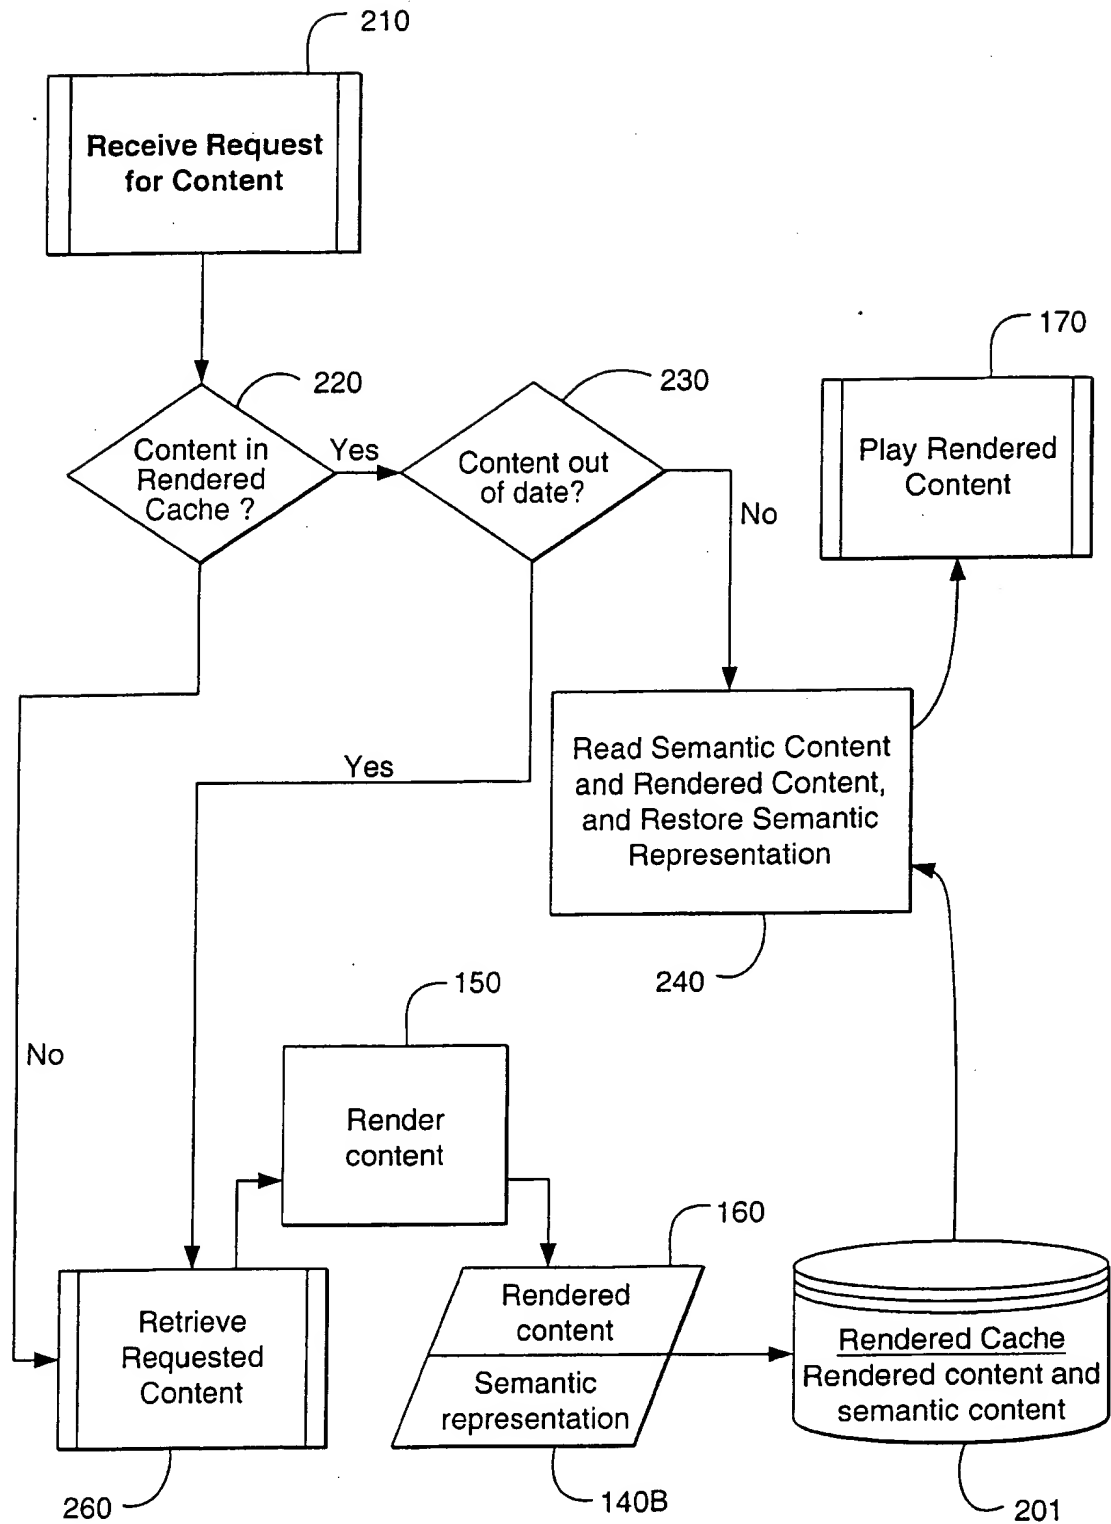 210
Receive Request
for Content
170
220
230
Play Rendered
Content
Content in
Rendered
Cache ?
Yes
Content out
of date?
No
Read Semantic Content
and Rendered Content,
and Restore Semantic
Representation
Yes
240
150
No
Render
content
160
Retrieve
Requested
Content
Rendered
content
Semantic
representation
Rendered Cache
Rendered content and
semantic content
260
140B
201